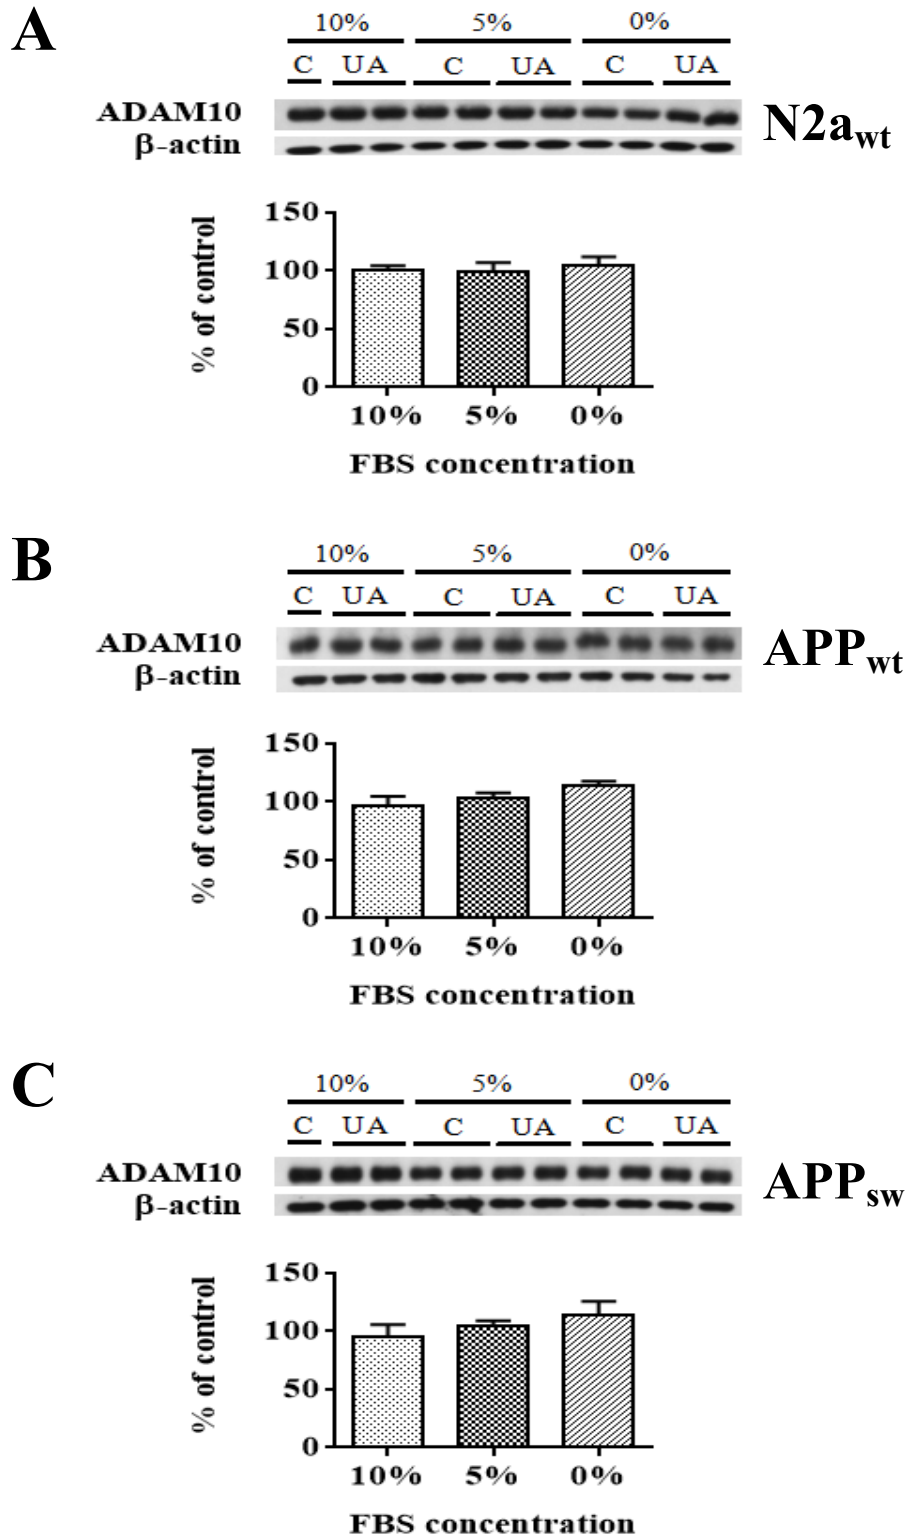 A
10% 5% 0%
C UA C UA C UA
ADAM10
β-actin
N2awt
% of control
150
100
50
0
10% 5% 0%
FBS concentration
B
10% 5% 0%
C UA C UA C UA
ADAM10
β-actin
APPwt
% of control
150
100
50
0
10% 5% 0%
FBS concentration
C
10% 5% 0%
C UA C UA C UA
ADAM10
β-actin
APPsw
% of control
150
100
50
0
10% 5% 0%
FBS concentration